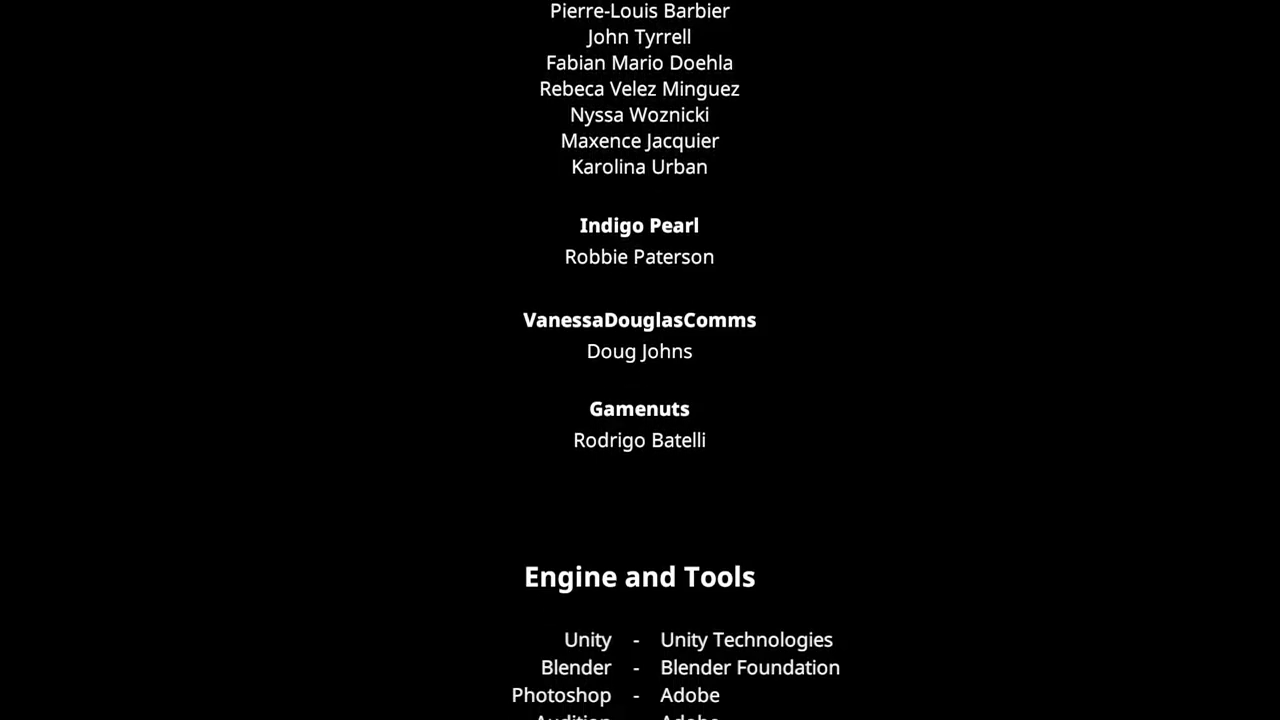 Pierre-Louis Barbier
John Tyrrell
Fabian Mario Doehla
Rebeca Velez Minguez
Nyssa Woznicki
Maxence Jacquier
Karolina Urban
Indigo Pearl
Robbie Paterson
VanessaDouglasComms
Doug Johns
Gamenuts
Rodrigo Batelli
Engine and Tools
Unity - Unity Technologies
Blender - Blender Foundation
Photoshop - Adobe
Audition - Adobe